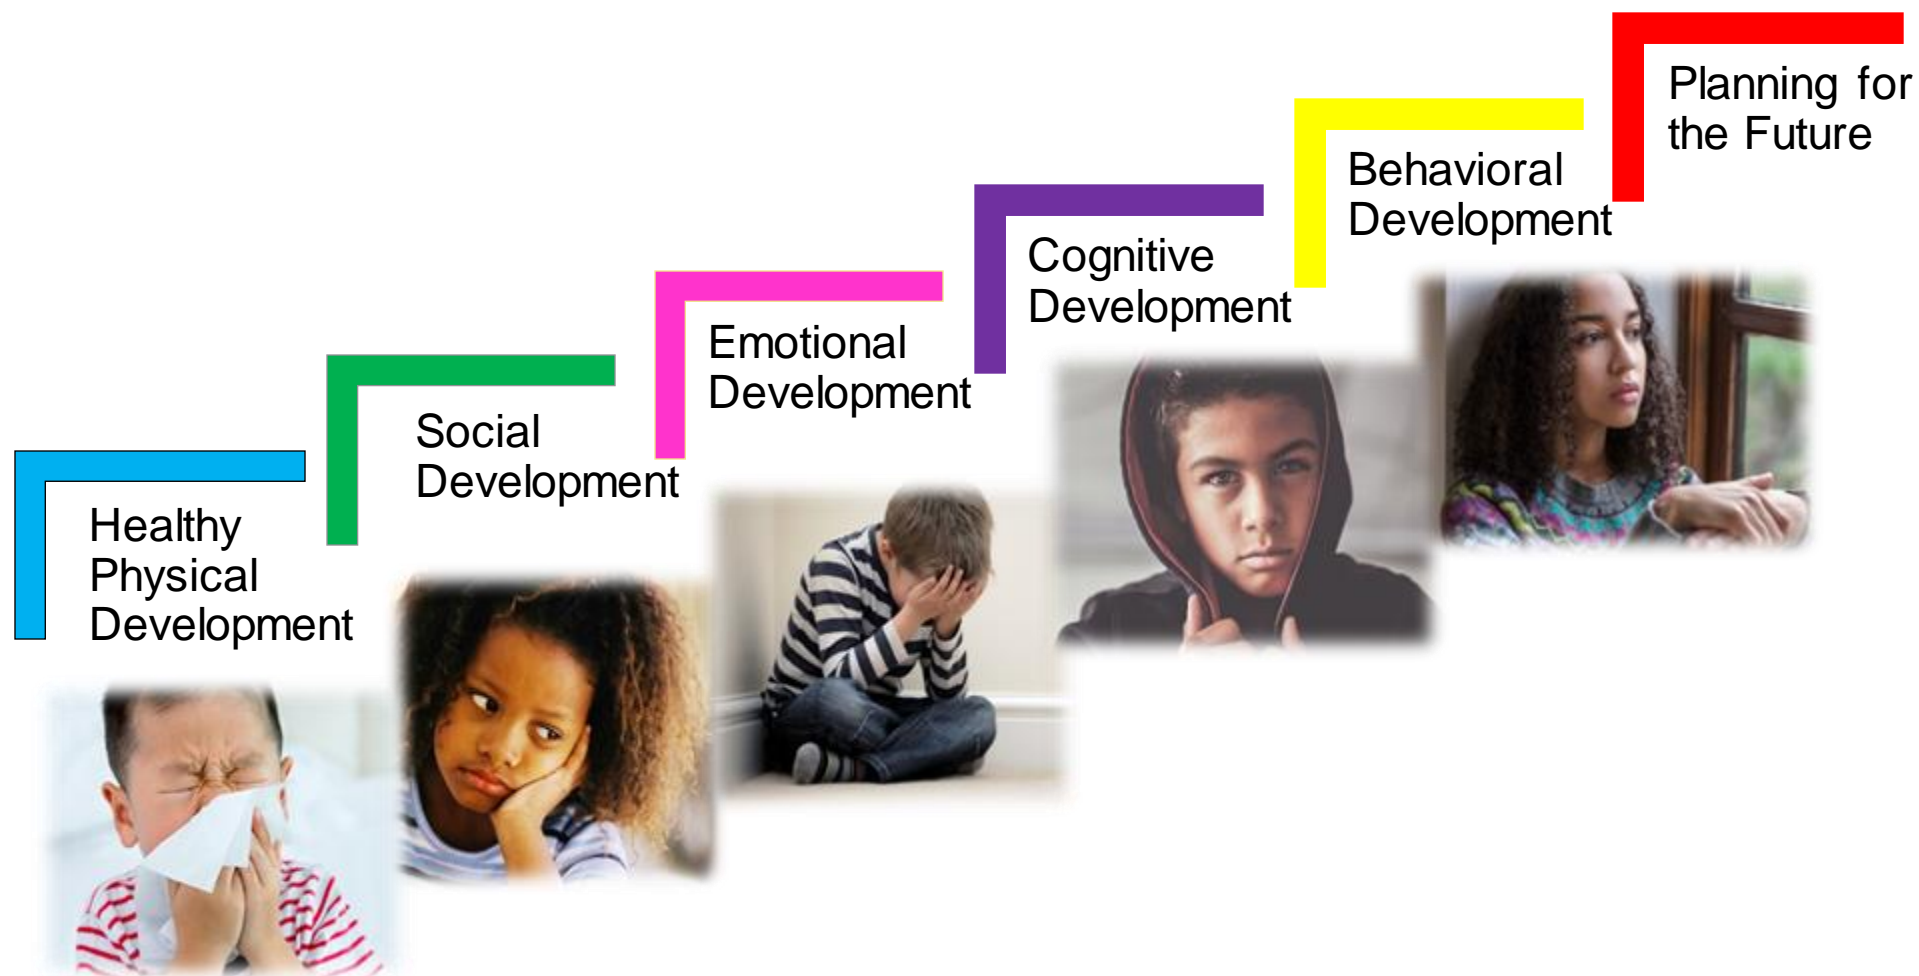 Healthy
Physical
Development
Social
Development
Emotional
Development
Cognitive
Development
Behavioral
Development
Planning for
the Future